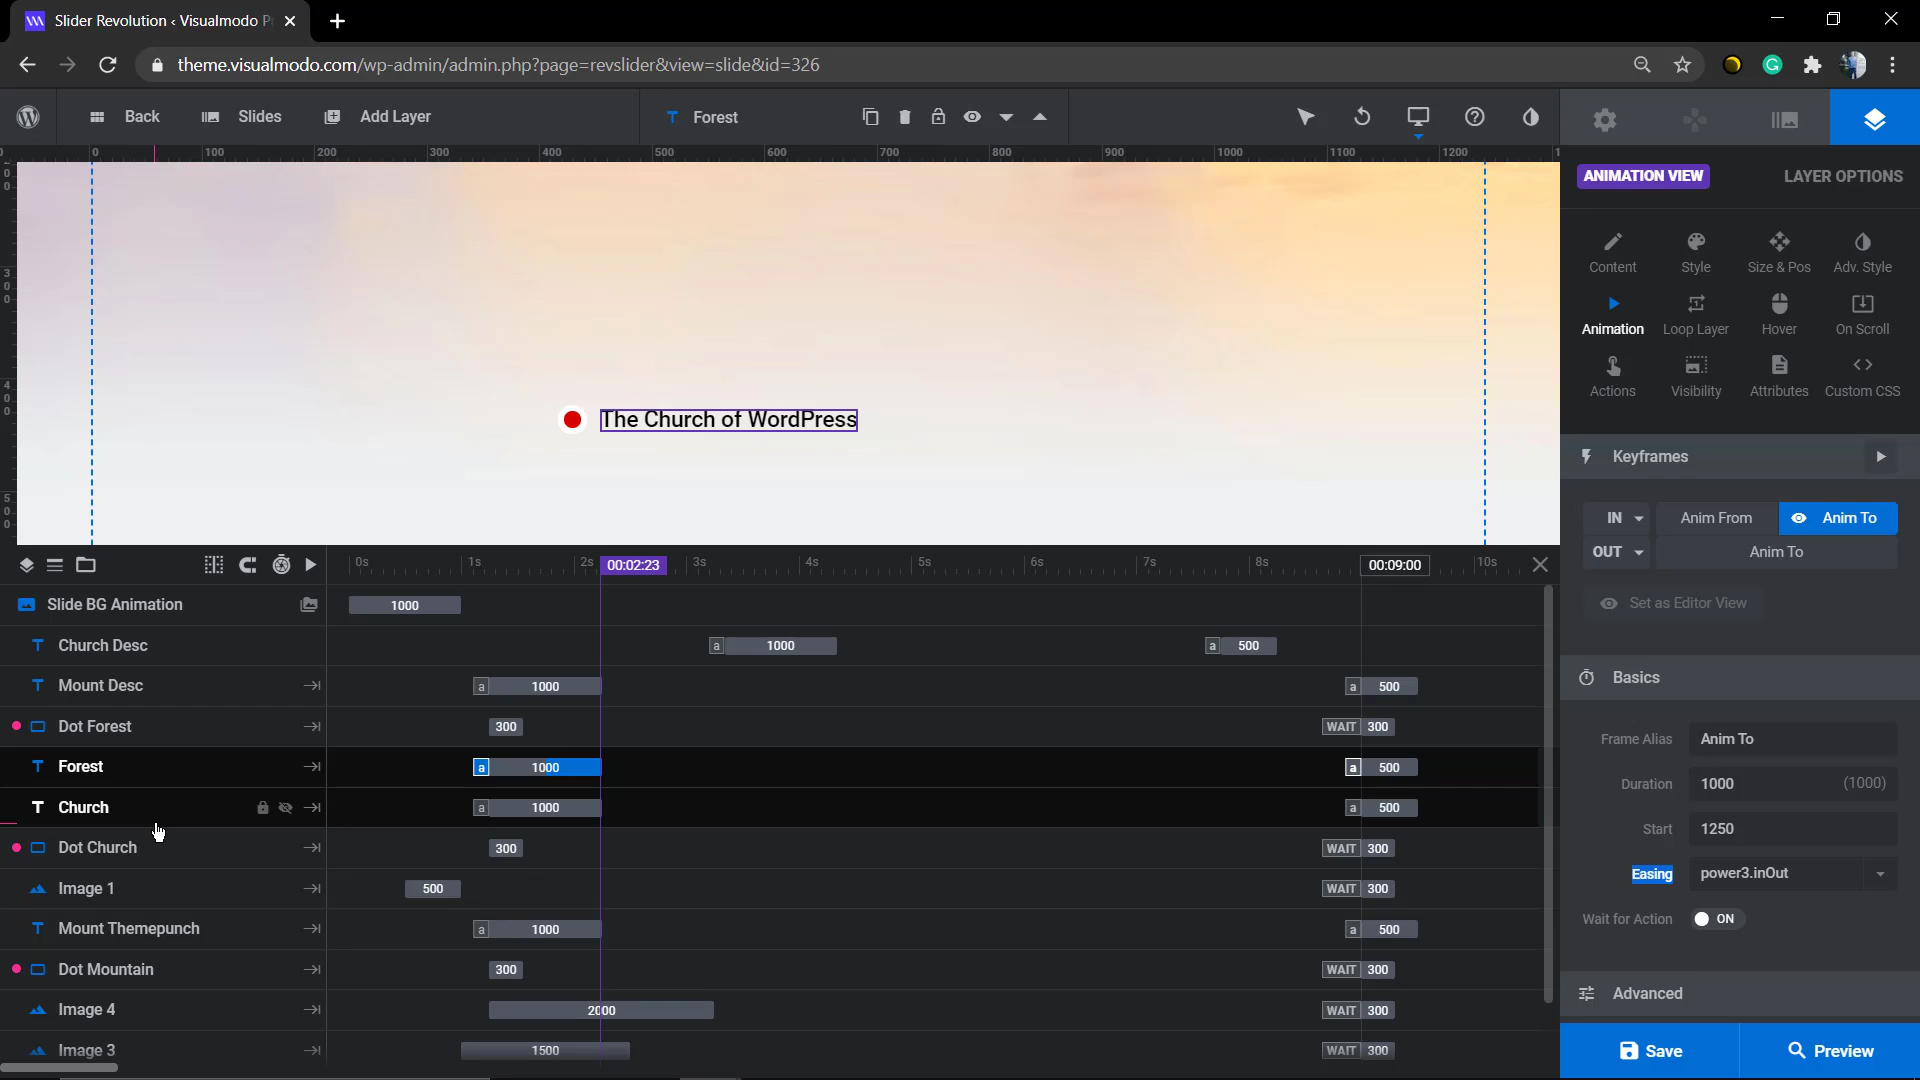 Slider Revolution ‹ Visualmodo P
theme.visualmodo.com/wp-admin/admin.php?page=revslider&view=slide&id=326
Back Slides Add Layer Forest
0 100 200 300 400 500 600 700 800 900 1000 1100 1200
ANIMATION VIEW LAYER OPTIONS
Content Style Size & Pos Adv. Style
Animation Loop Layer Hover On Scroll
Actions Visibility Attributes Custom CSS
The Church of WordPress
Keyframes
IN Anim From Anim To
OUT Anim To
Set as Editor View
0s 1s 2s 00:02:23 3s 4s 5s 6s 7s 8s 00:09:00 10s
Slide BG Animation 1000
Church Desc a 1000 a 500
Mount Desc a 1000 a 500
Dot Forest 300 WAIT 300
Forest a 1000 a 500
Church a 1000 a 500
Dot Church 300 WAIT 300
Image 1 500 WAIT 300
Mount Themepunch a 1000 a 500
Dot Mountain 300 WAIT 300
Image 4 2000 WAIT 300
Image 3 1500 WAIT 300
Basics
Frame Alias Anim To
Duration 1000 (1000)
Start 1250
Easing power3.inOut
Wait for Action ON
Advanced
Save Preview